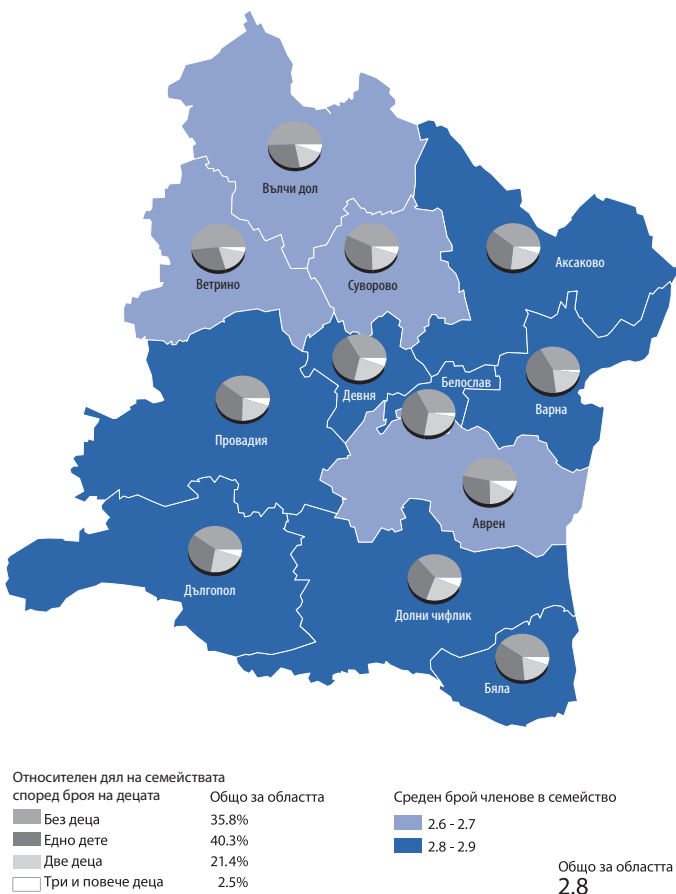 Вълчи дол
Ветрино
Суворово
Аксаково
Девня
Белослав
Варна
Провадия
Аврен
Дългопол
Долни чифлик
Бяла
Относителен дял на семействата
според броя на децата
Общо за областта
Без деца 35.8%
Едно дете 40.3%
Две деца 21.4%
Три и повече деца 2.5%
Среден брой членове в семейство
2.6 - 2.7
2.8 - 2.9
Общо за областта
2.8